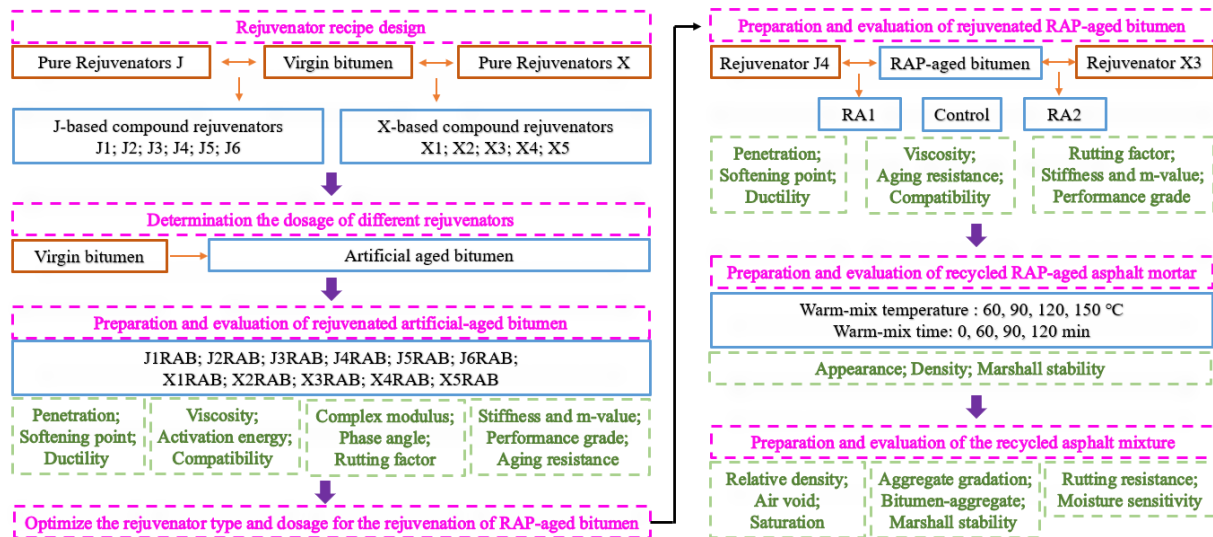 Rejuvenator recipe design
Pure Rejuvenators J
Virgin bitumen
Pure Rejuvenators X
J-based compound rejuvenators
J1; J2; J3; J4; J5; J6
X-based compound rejuvenators
X1; X2; X3; X4; X5
Determination the dosage of different rejuvenators
Virgin bitumen
Artificial aged bitumen
Preparation and evaluation of rejuvenated artificial-aged bitumen
J1RAB; J2RAB; J3RAB; J4RAB; J5RAB; J6RAB;
X1RAB; X2RAB; X3RAB; X4RAB; X5RAB
Penetration;
Softening point;
Ductility
Viscosity;
Activation energy;
Compatibility
Complex modulus;
Phase angle;
Rutting factor
Stiffness and m-value;
Performance grade;
Aging resistance
Optimize the rejuvenator type and dosage for the rejuvenation of RAP-aged bitumen
Preparation and evaluation of rejuvenated RAP-aged bitumen
Rejuvenator J4
RAP-aged bitumen
Rejuvenator X3
RA1
Control
RA2
Penetration;
Softening point;
Ductility
Viscosity;
Aging resistance;
Compatibility
Rutting factor;
Stiffness and m-value;
Performance grade
Preparation and evaluation of recycled RAP-aged asphalt mortar
Warm-mix temperature : 60, 90, 120, 150 ℃
Warm-mix time: 0, 60, 90, 120 min
Appearance; Density; Marshall stability
Preparation and evaluation of the recycled asphalt mixture
Relative density;
Air void;
Saturation
Aggregate gradation;
Bitumen-aggregate;
Marshall stability
Rutting resistance;
Moisture sensitivity